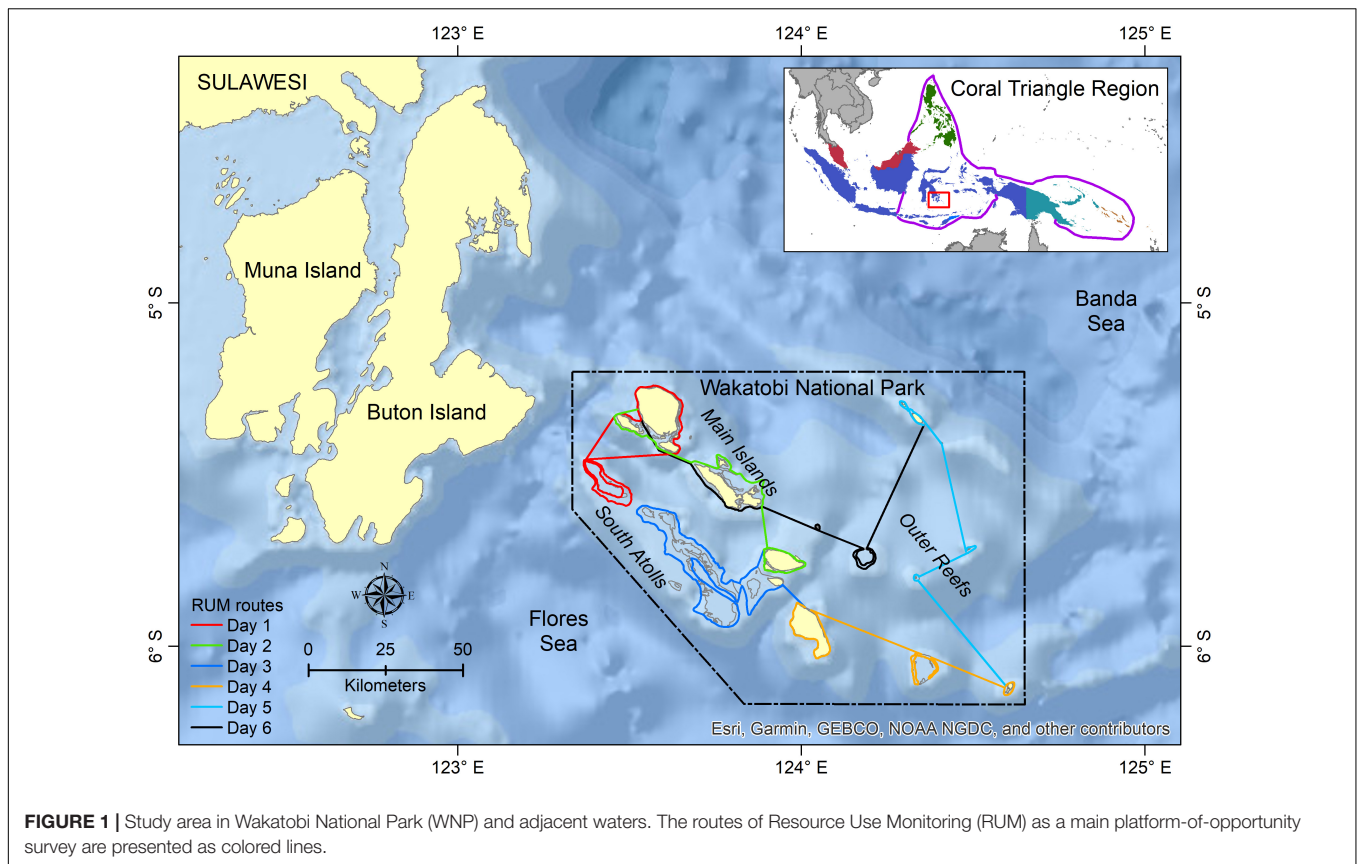 123° E
124° E
125° E
SULAWESI
Coral Triangle Region
Muna Island
5° S
5° S
Banda
Sea
Wakatobi National Park
Buton Island
Main Islands
South Atolls
Outer Reefs
N
W
E
S
Flores
Sea
6° S
6° S
RUM routes
Day 1
Day 2
Day 3
Day 4
Day 5
Day 6
0
25
50
Kilometers
Esri, Garmin, GEBCO, NOAA NGDC, and other contributors
123° E
124° E
125° E
FIGURE 1 | Study area in Wakatobi National Park (WNP) and adjacent waters. The routes of Resource Use Monitoring (RUM) as a main platform-of-opportunity
survey are presented as colored lines.